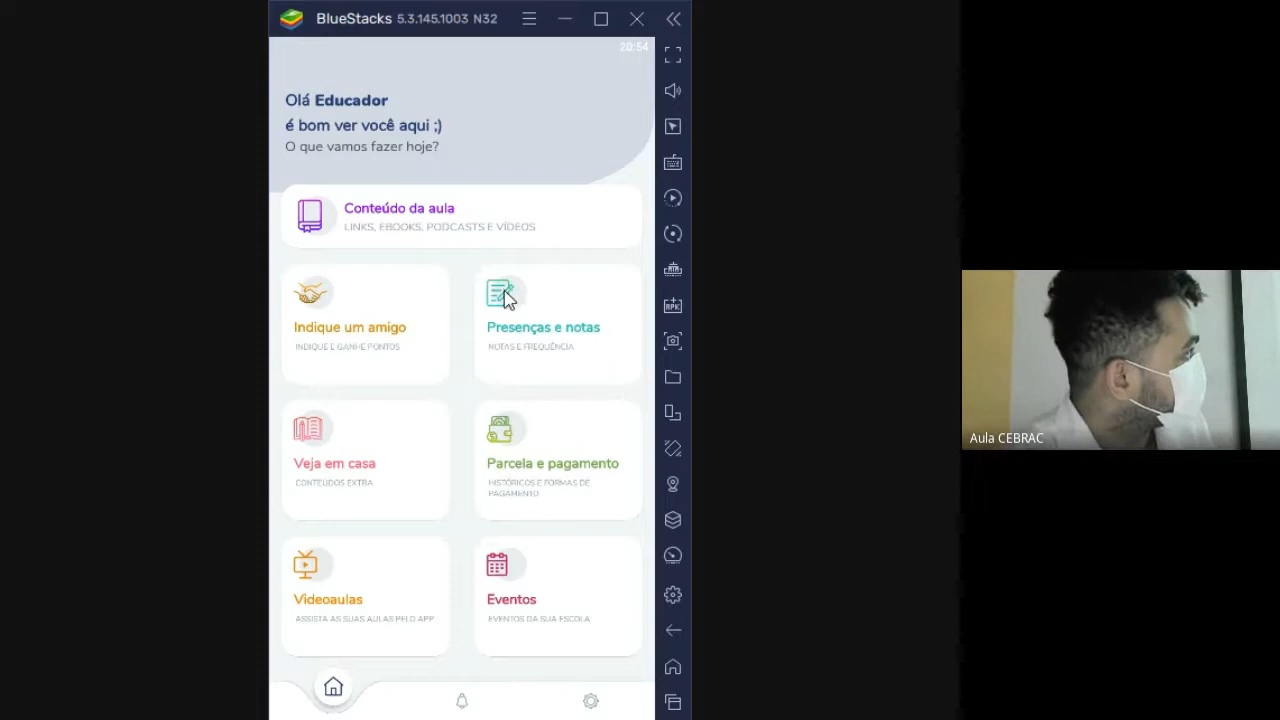 BlueStacks 5.3.145.1003 N32
20:54
Olá Educador
é bom ver você aqui ;)
O que vamos fazer hoje?
Conteúdo da aula
LINKS, EBOOKS, PODCASTS E VÍDEOS
Indique um amigo
INDIQUE E GANHE PONTOS
Presenças e notas
NOTAS E FREQUÊNCIA
Veja em casa
CONTEÚDOS EXTRA
Parcela e pagamento
HISTÓRICOS E FORMAS DE
PAGAMENTO
Videoaulas
ASSISTA AS SUAS AULAS PELO APP
Eventos
EVENTOS DA SUA ESCOLA
Aula CEBRAC